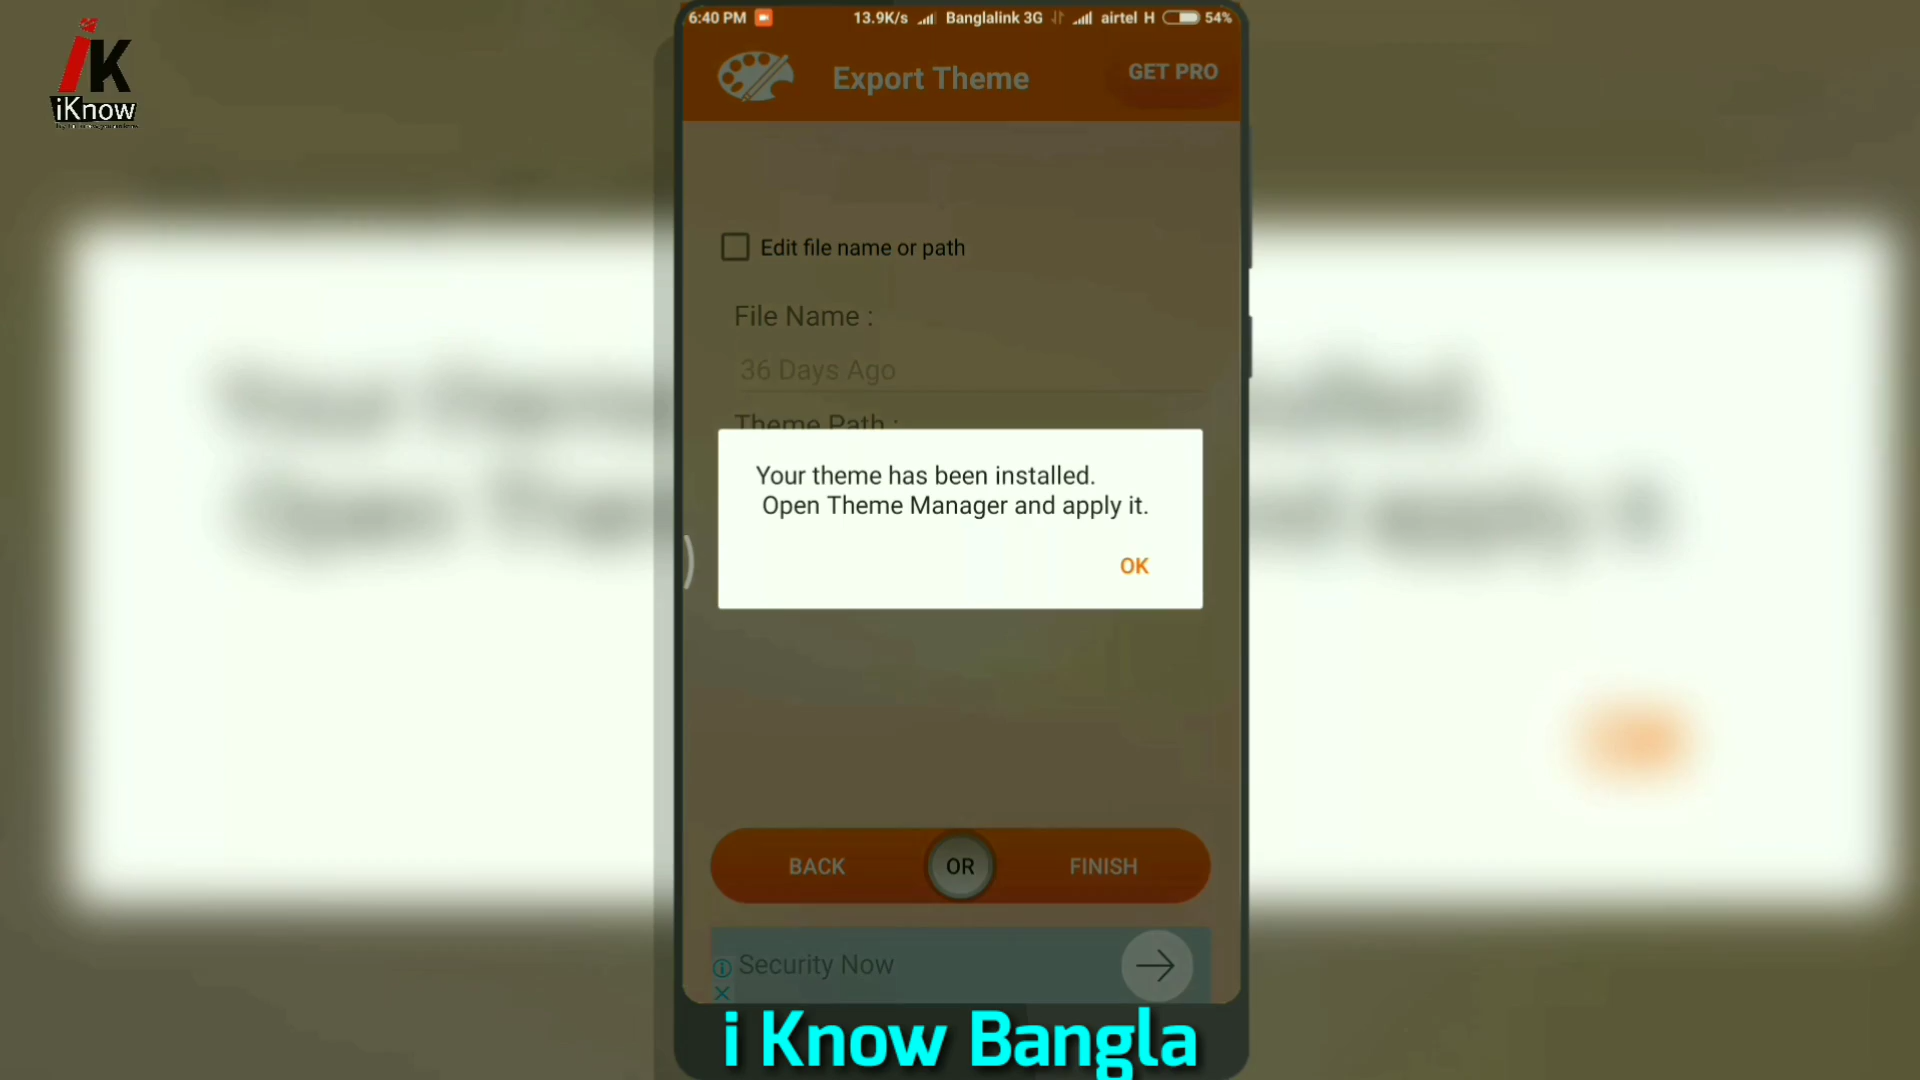 iK
iKnow
6:40 PM 13.9K/s Banglalink 3G airtel H 54%
Export Theme
GET PRO
Edit file name or path
File Name :
36 Days Ago
Theme Path :
Your theme has been installed.
Open Theme Manager and apply it.
OK
BACK OR FINISH
Security Now
i Know Bangla